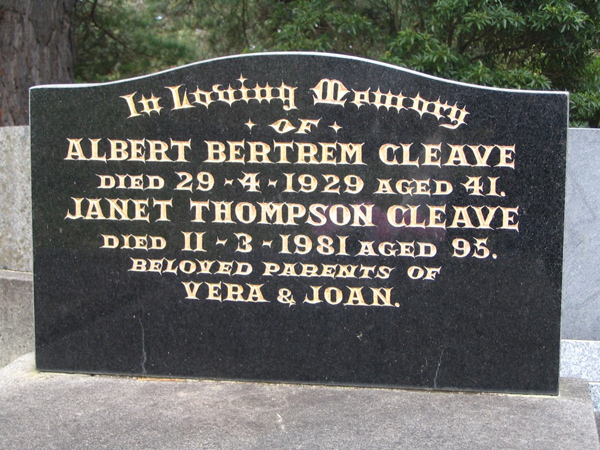 In Loving Memory
OF
ALBERT BERTREM CLEAVE
DIED 29-4-1929 AGED 41.
JANET THOMPSON CLEAVE
DIED 11-3-1981 AGED 95.
BELOVED PARENTS OF
VERA & JOAN.